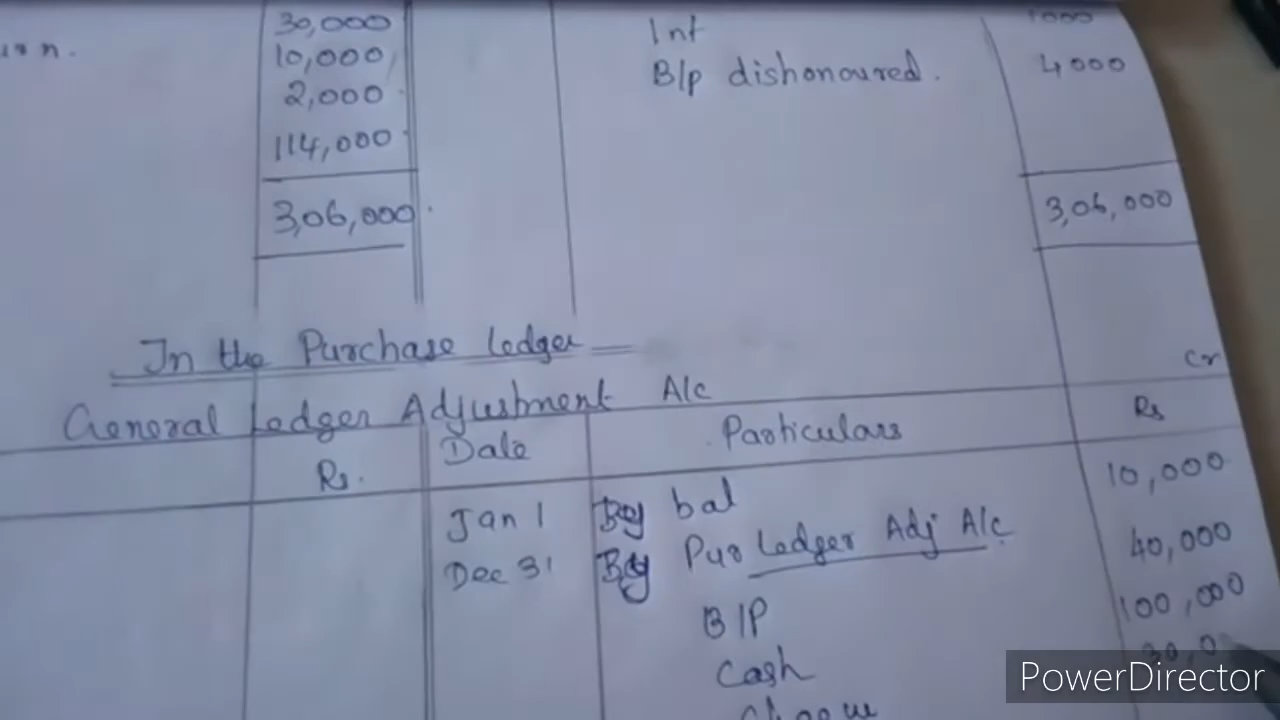 30,000 Int 1000
10,000 B/p dishonoured. 4000
2,000
114,000
3,06,000 3,06,000
In the Purchase ledger
Cr
General Ledger Adjustment A/c
Rs. Date Particulars Rs
Jan 1 By bal 10,000
Dec 31 By Pur Ledger Adj A/c 40,000
B/P 100,000
Cash
PowerDirector